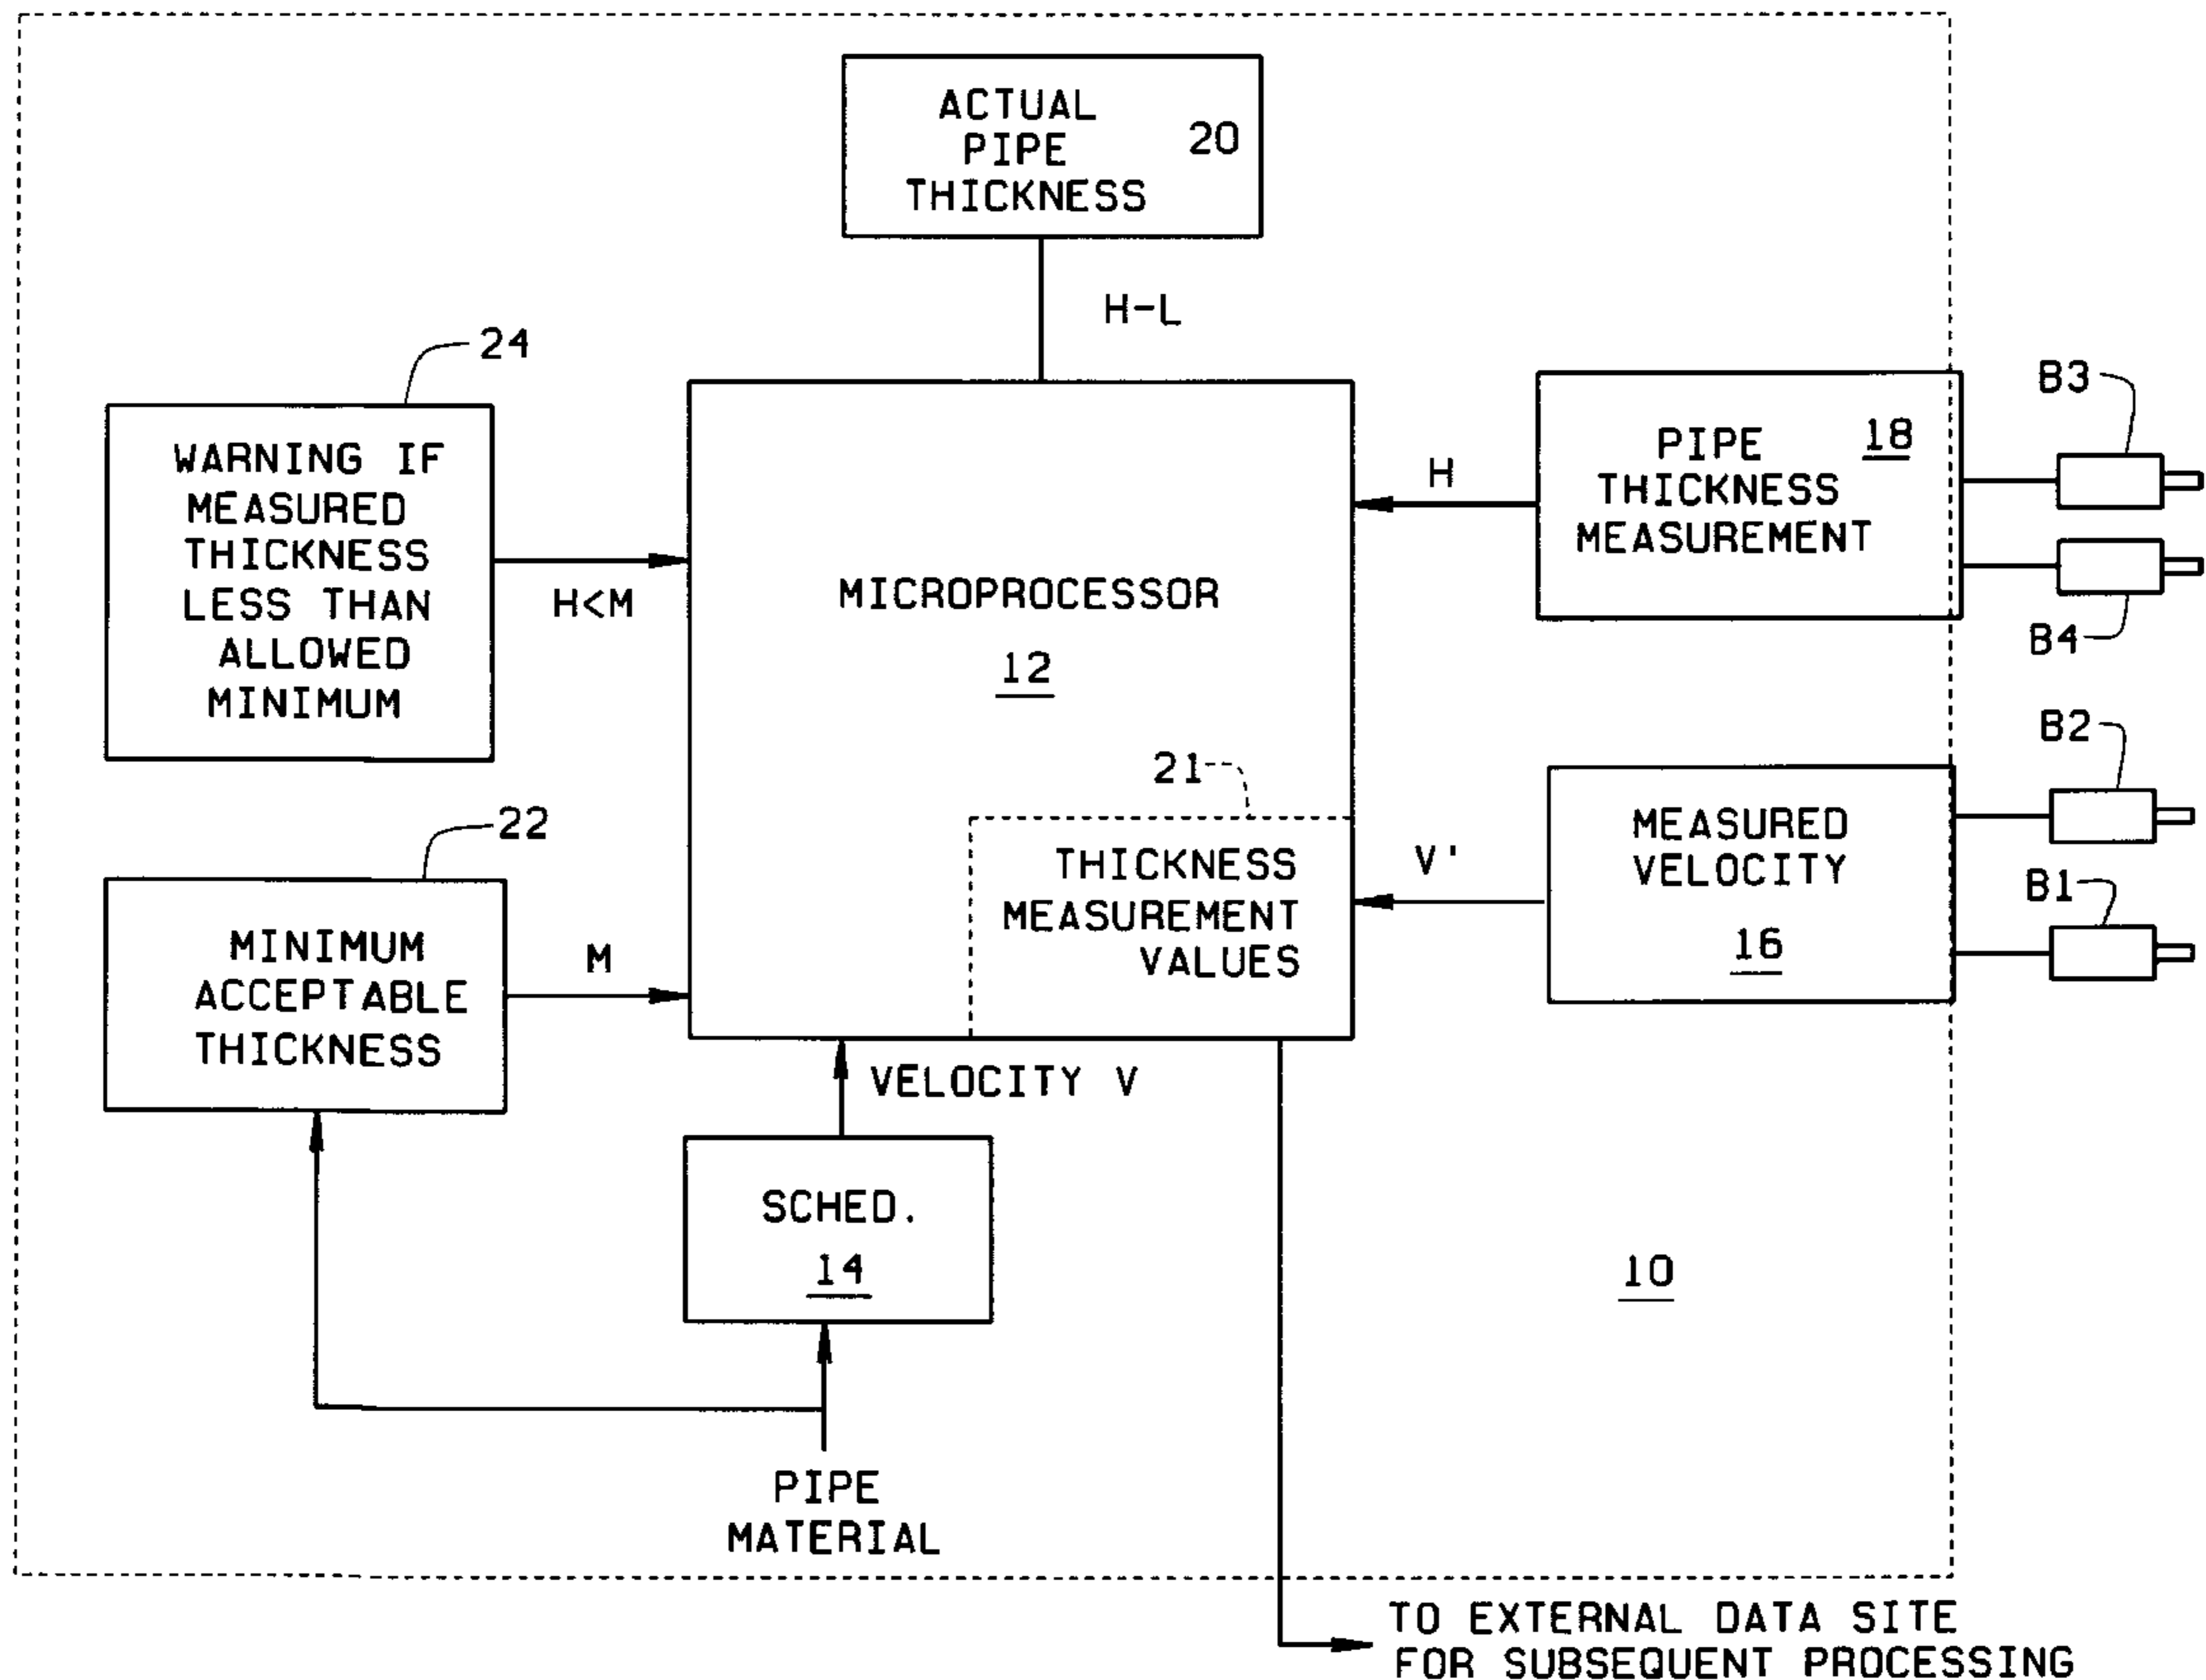 ACTUAL
PIPE
THICKNESS
20
H-L
24
WARNING IF
MEASURED
THICKNESS
LESS THAN
ALLOWED
MINIMUM
H<M
MICROPROCESSOR
12
H
PIPE
THICKNESS
MEASUREMENT
18
B3
B4
B2
B1
21
THICKNESS
MEASUREMENT
VALUES
V'
MEASURED
VELOCITY
16
22
MINIMUM
ACCEPTABLE
THICKNESS
M
VELOCITY V
SCHED.
14
10
PIPE
MATERIAL
TO EXTERNAL DATA SITE
FOR SUBSEQUENT PROCESSING